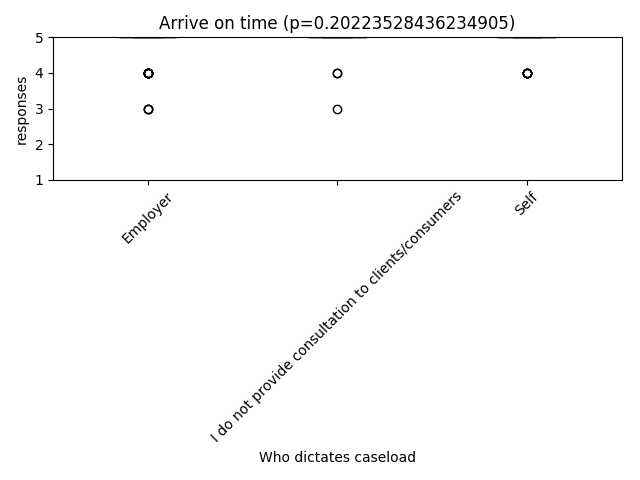 Arrive on time (p=0.20223528436234905)
responses
5
4
3
2
1
Employer
I do not provide consultation to clients/consumers
Self
Who dictates caseload